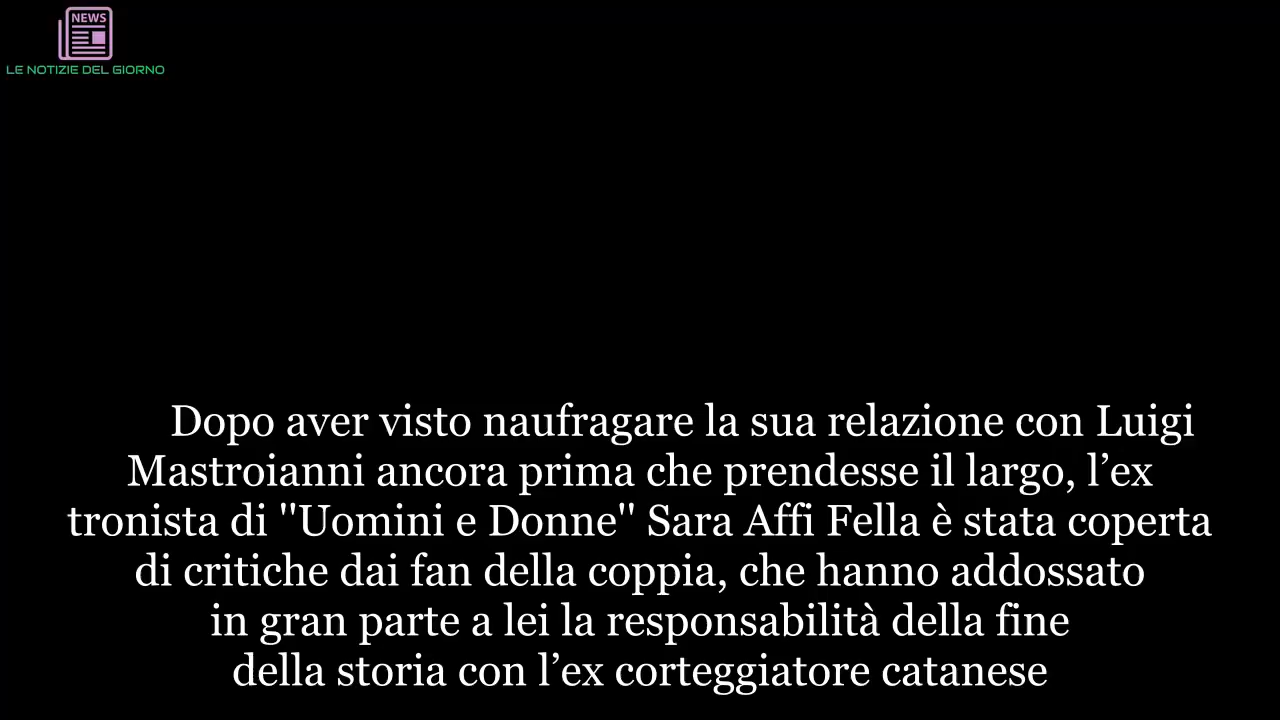 NEWS
LE NOTIZIE DEL GIORNO
Dopo aver visto naufragare la sua relazione con Luigi
Mastroianni ancora prima che prendesse il largo, l’ex
tronista di "Uomini e Donne" Sara Affi Fella è stata coperta
di critiche dai fan della coppia, che hanno addossato
in gran parte a lei la responsabilità della fine
della storia con l’ex corteggiatore catanese